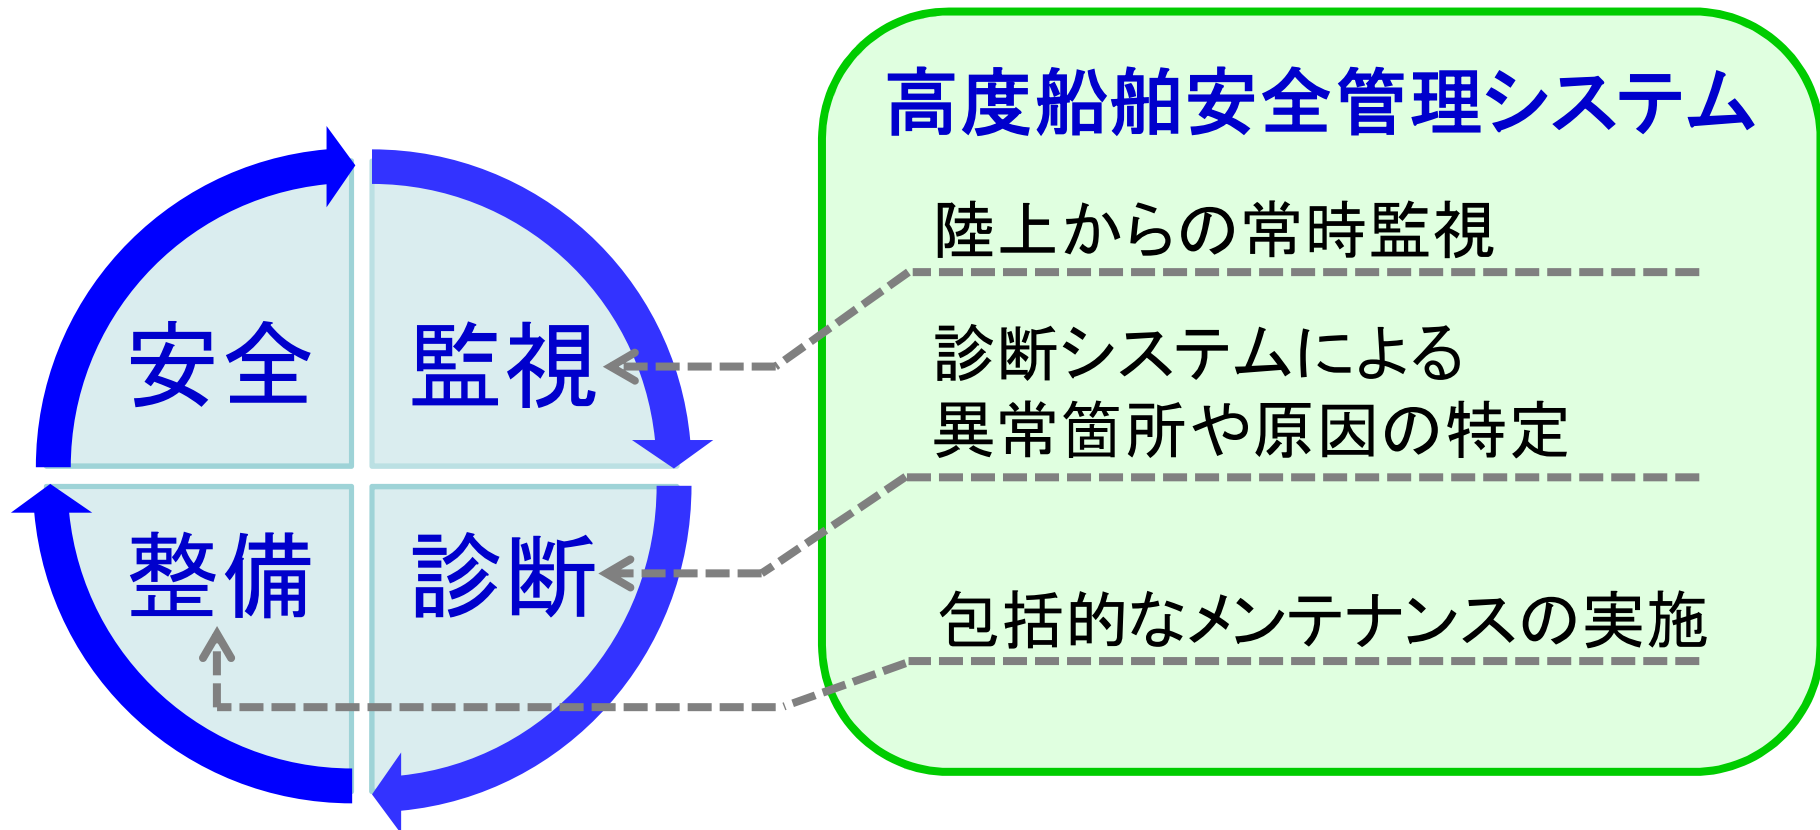 高度船舶安全管理システム
安全
監視
整備
診断
陸上からの常時監視
診断システムによる
異常箇所や原因の特定
包括的なメンテナンスの実施